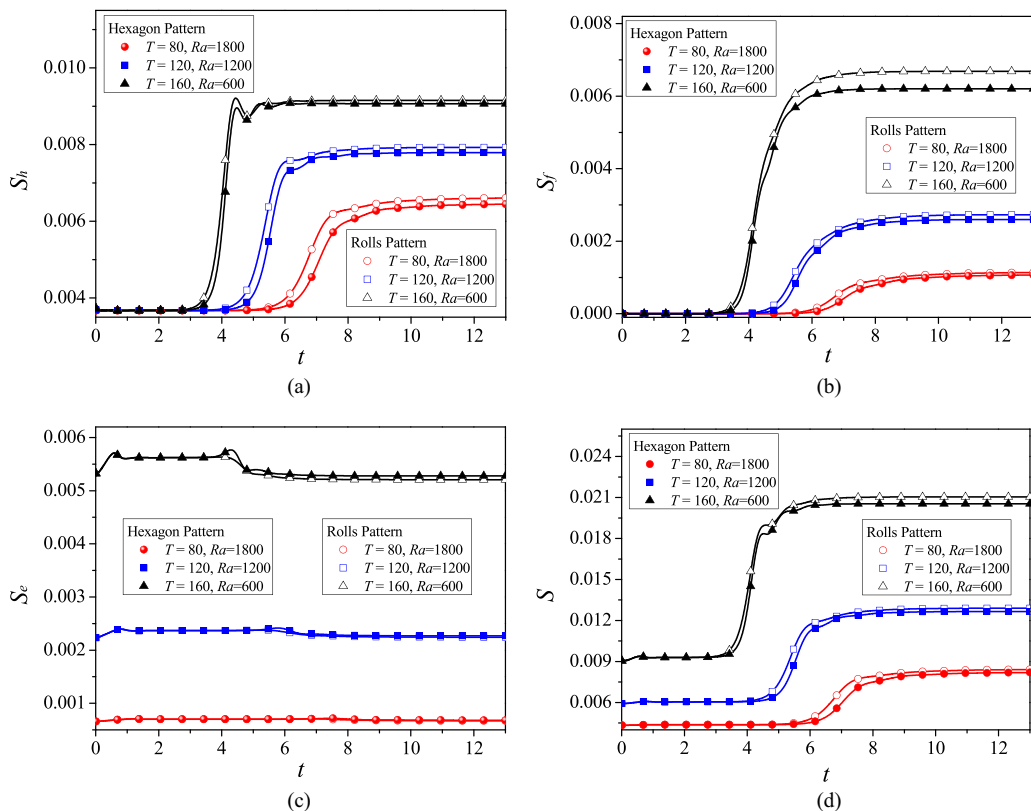 Hexagon Pattern
T = 80, Ra=1800
T = 120, Ra=1200
T = 160, Ra=600
Rolls Pattern
T = 80, Ra=1800
T = 120, Ra=1200
T = 160, Ra=600
0.010
0.008
0.006
0.004
S_h
0 2 4 6 8 10 12
t
(a)
Hexagon Pattern
T = 80, Ra=1800
T = 120, Ra=1200
T = 160, Ra=600
Rolls Pattern
T = 80, Ra=1800
T = 120, Ra=1200
T = 160, Ra=600
0.008
0.006
0.004
0.002
0.000
S_f
0 2 4 6 8 10 12
t
(b)
0.006
0.005
0.004
0.003
0.002
0.001
S_e
Hexagon Pattern
T = 80, Ra=1800
T = 120, Ra=1200
T = 160, Ra=600
Rolls Pattern
T = 80, Ra=1800
T = 120, Ra=1200
T = 160, Ra=600
0 2 4 6 8 10 12
t
(c)
Hexagon Pattern
T = 80, Ra=1800
T = 120, Ra=1200
T = 160, Ra=600
Rolls Pattern
T = 80, Ra=1800
T = 120, Ra=1200
T = 160, Ra=600
0.024
0.021
0.018
0.015
0.012
0.009
0.006
S
0 2 4 6 8 10 12
t
(d)